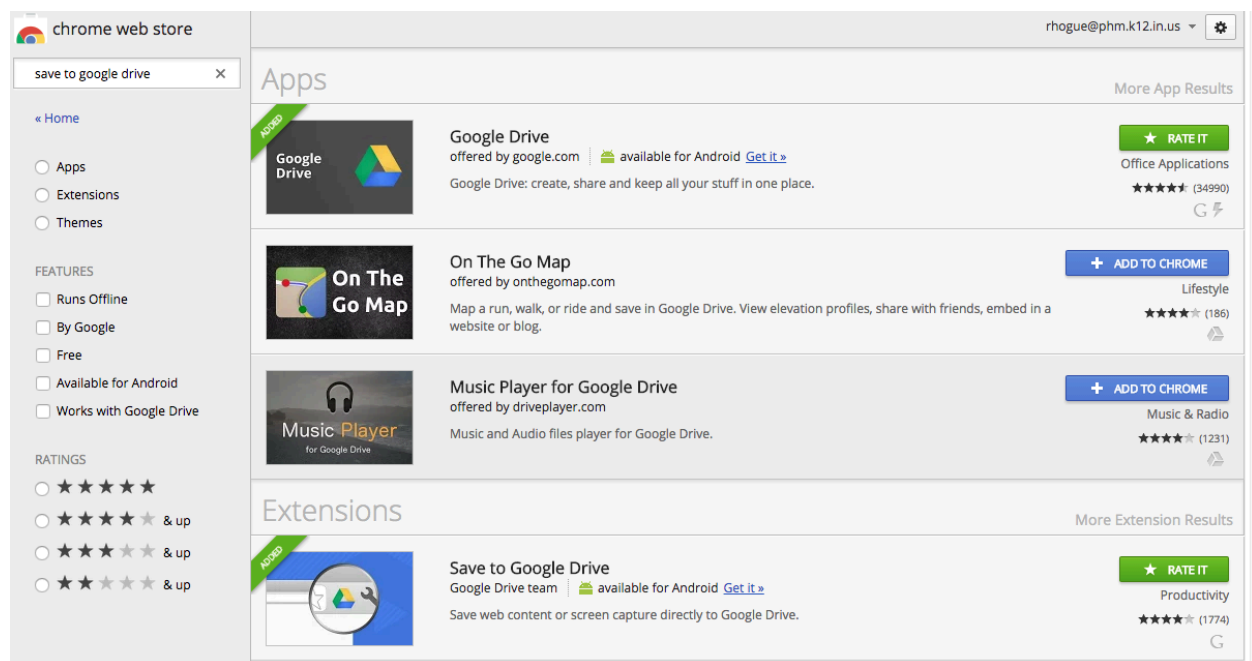 chrome web store
rhogue@phm.k12.in.us
save to google drive
« Home
Apps
Extensions
Themes
FEATURES
Runs Offline
By Google
Free
Available for Android
Works with Google Drive
RATINGS
& up
& up
& up
Apps
More App Results
ADDED
Google
Drive
Google Drive
offered by google.com
available for Android Get it »
Google Drive: create, share and keep all your stuff in one place.
RATE IT
Office Applications
(34990)
On The
Go Map
On The Go Map
offered by onthegomap.com
Map a run, walk, or ride and save in Google Drive. View elevation profiles, share with friends, embed in a
website or blog.
+ ADD TO CHROME
Lifestyle
(186)
Music Player
for Google Drive
Music Player for Google Drive
offered by driveplayer.com
Music and Audio files player for Google Drive.
+ ADD TO CHROME
Music & Radio
(1231)
Extensions
More Extension Results
ADDED
Save to Google Drive
Google Drive team
available for Android Get it »
Save web content or screen capture directly to Google Drive.
RATE IT
Productivity
(1774)